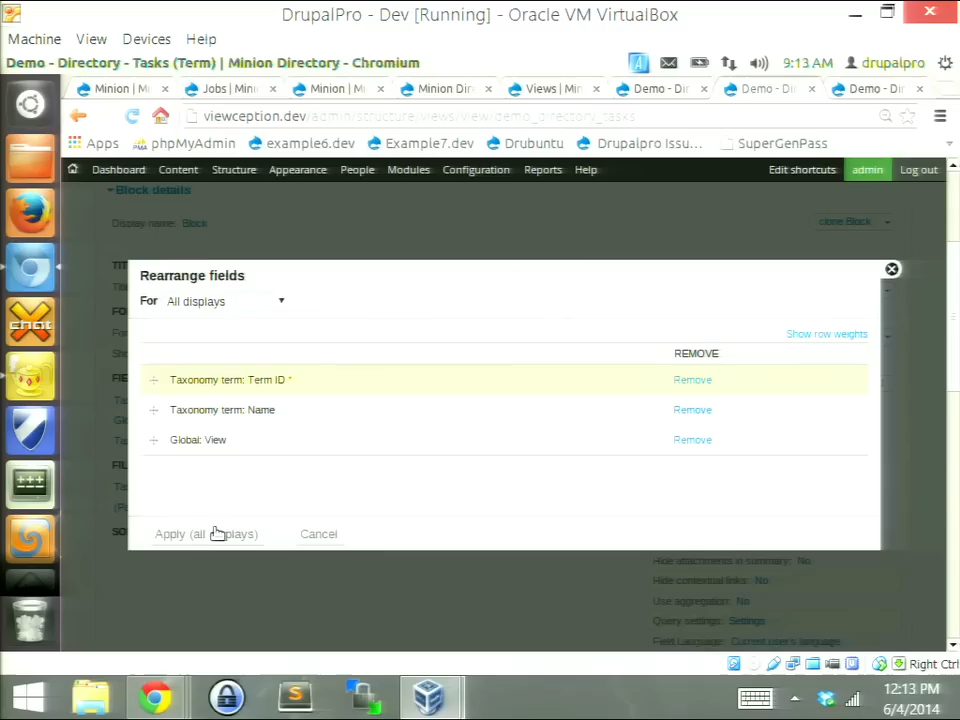 DrupalPro - Dev [Running] - Oracle VM VirtualBox
Machine View Devices Help
Demo - Directory - Tasks (Term) | Minion Directory - Chromium
9:13 AM drupalpro
Minion | M
Jobs | Mini
Minion | M
Minion Dire
Views | Min
Demo - Dir
Demo - Di
Demo - Dir
viewception.dev/admin/structure/views/view/demo_directory_tasks
Apps phpMyAdmin example6.dev Example7.dev Drubuntu Drupalpro Issu... SuperGenPass
Dashboard Content Structure Appearance People Modules Configuration Reports Help Edit shortcuts admin Log out
Block details
Display name: Block
clone Block
Rearrange fields
For All displays
Show row weights
REMOVE
Taxonomy term: Term ID * Remove
Taxonomy term: Name Remove
Global: View Remove
Apply (all displays) Cancel
Hide attachments in summary: No
Hide contextual links: No
Use aggregation: No
Query settings: Settings
Field Language: Current user's language
Right Ctrl
12:13 PM
6/4/2014